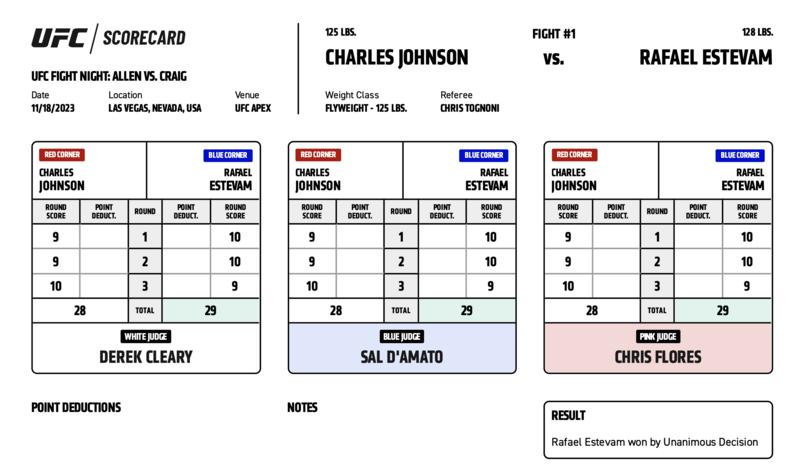 UFC / SCORECARD
UFC FIGHT NIGHT: ALLEN VS. CRAIG
Date Location Venue
11/18/2023 LAS VEGAS, NEVADA, USA UFC APEX
125 LBS. FIGHT #1 128 LBS.
CHARLES JOHNSON VS. RAFAEL ESTEVAM
Weight Class Referee
FLYWEIGHT - 125 LBS. CHRIS TOGNONI
RED CORNER BLUE CORNER
CHARLES RAFAEL
JOHNSON ESTEVAM
ROUND POINT ROUND POINT ROUND
SCORE DEDUCT. DEDUCT. SCORE
9 1 10
9 2 10
10 3 9
28 TOTAL 29
WHITE JUDGE
DEREK CLEARY
RED CORNER BLUE CORNER
CHARLES RAFAEL
JOHNSON ESTEVAM
ROUND POINT ROUND POINT ROUND
SCORE DEDUCT. DEDUCT. SCORE
9 1 10
9 2 10
10 3 9
28 TOTAL 29
BLUE JUDGE
SAL D'AMATO
RED CORNER BLUE CORNER
CHARLES RAFAEL
JOHNSON ESTEVAM
ROUND POINT ROUND POINT ROUND
SCORE DEDUCT. DEDUCT. SCORE
9 1 10
9 2 10
10 3 9
28 TOTAL 29
PINK JUDGE
CHRIS FLORES
POINT DEDUCTIONS
NOTES
RESULT
Rafael Estevam won by Unanimous Decision